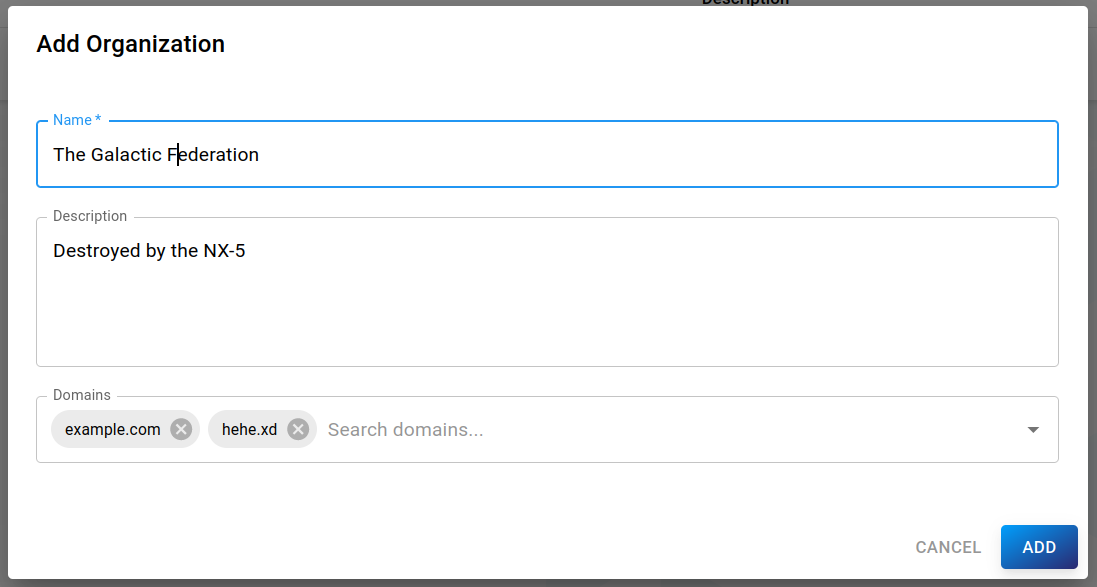 Description
Add Organization
Name *
The Galactic Federation
Description
Destroyed by the NX-5
Domains
example.com hehe.xd Search domains...
CANCEL ADD